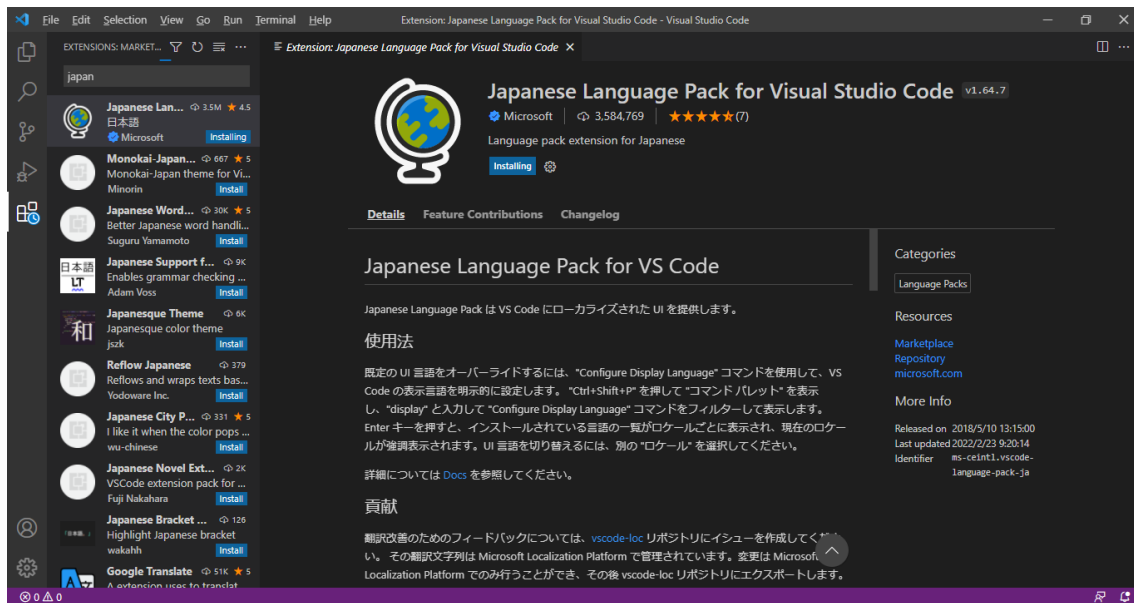 File Edit Selection View Go Run Terminal Help
Extension: Japanese Language Pack for Visual Studio Code - Visual Studio Code
EXTENSIONS: MARKET...
japan
Japanese Lan... 3.5M ★ 4.5
日本語
Microsoft Installing
Monokai-Japan... 667 ★ 5
Monokai-Japan theme for Vi...
Minorin Install
Japanese Word... 30K ★ 5
Better Japanese word handli...
Suguru Yamamoto Install
日本語
LT
Japanese Support f... 9K
Enables grammar checking ...
Adam Voss Install
和
Japanesque Theme 6K
Japanesque color theme
jszk Install
Reflow Japanese 379
Reflows and wraps texts bas...
Yodoware Inc. Install
Japanese City P... 331 ★ 5
I like it when the color pops ...
wu-chinese Install
Japanese Novel Ext... 2K
VSCode extension pack for ...
Fuji Nakahara Install
Japanese Bracket ... 126
Highlight Japanese bracket
wakahh Install
Google Translate 51K ★ 5
A extension uses to translat
0 0
Extension: Japanese Language Pack for Visual Studio Code
Japanese Language Pack for Visual Studio Code v1.64.7
Microsoft 3,584,769 ★★★★★(7)
Language pack extension for Japanese
Installing
Details Feature Contributions Changelog
Japanese Language Pack for VS Code
Japanese Language Pack は VS Code にローカライズされた UI を提供します。
使用法
既定の UI 言語をオーバーライドするには、"Configure Display Language" コマンドを使用して、VS
Code の表示言語を明示的に設定します。 "Ctrl+Shift+P" を押して "コマンド パレット" を表示
し、"display" と入力して "Configure Display Language" コマンドをフィルターして表示します。
Enter キーを押すと、インストールされている言語の一覧がロケールごとに表示され、現在のロケー
ルが強調表示されます。UI 言語を切り替えるには、別の "ロケール" を選択してください。
詳細については Docs を参照してください。
貢献
翻訳改善のためのフィードバックについては、vscode-loc リポジトリにイシューを作成してくだ
い。 その翻訳文字列は Microsoft Localization Platform で管理されています。変更は Microsof
Localization Platform でのみ行うことができ、その後 vscode-loc リポジトリにエクスポートします。
Categories
Language Packs
Resources
Marketplace
Repository
microsoft.com
More Info
Released on 2018/5/10 13:15:00
Last updated 2022/2/23 9:20:14
Identifier ms-ceintl.vscode-
language-pack-ja